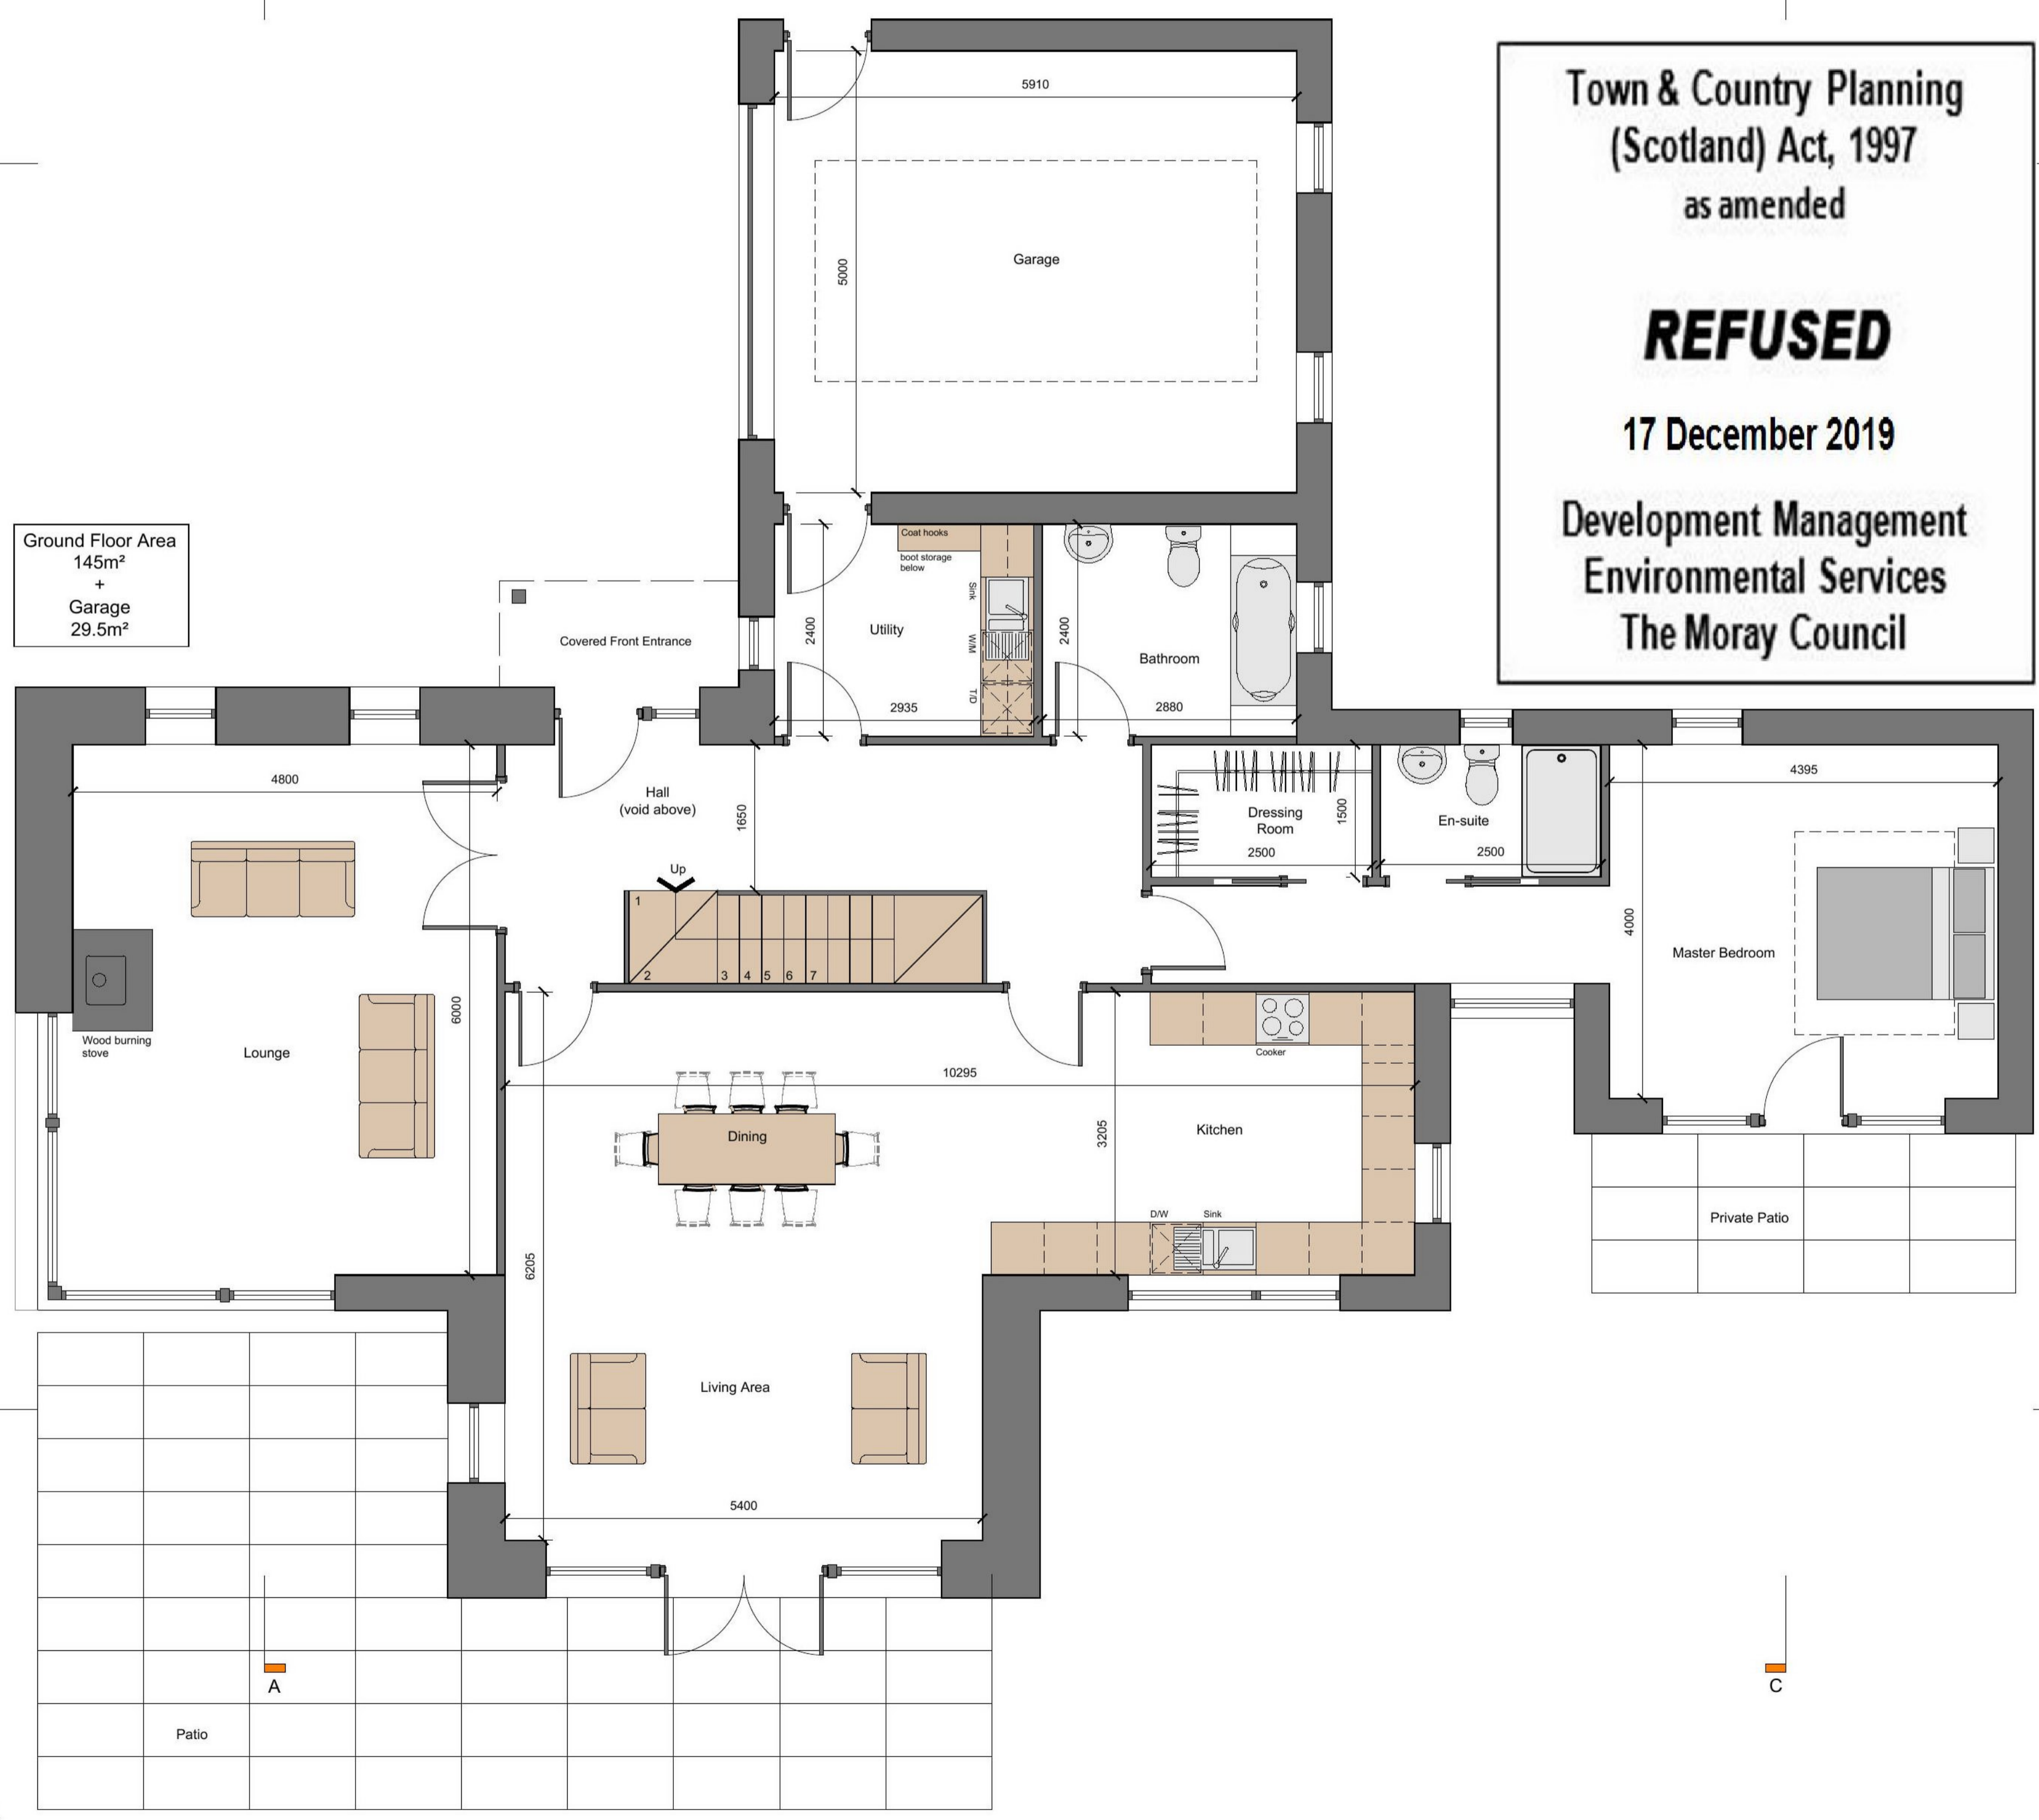 Town & Country Planning
(Scotland) Act, 1997
as amended
REFUSED
17 December 2019
Development Management
Environmental Services
The Moray Council
5910
5000
Garage
Ground Floor Area
145m²
+
Garage
29.5m²
Covered Front Entrance
Coat hooks
boot storage
below
Sink
W/M
T/D
Utility
2400
2935
2400
Bathroom
2880
4800
Hall
(void above)
1650
Up
1
2
3
4
5
6
7
Dressing
Room
1500
2500
En-suite
2500
4395
4000
Master Bedroom
Wood burning
stove
Lounge
6000
Cooker
10295
Dining
3205
Kitchen
D/W
Sink
6205
Private Patio
Living Area
5400
A
C
Patio